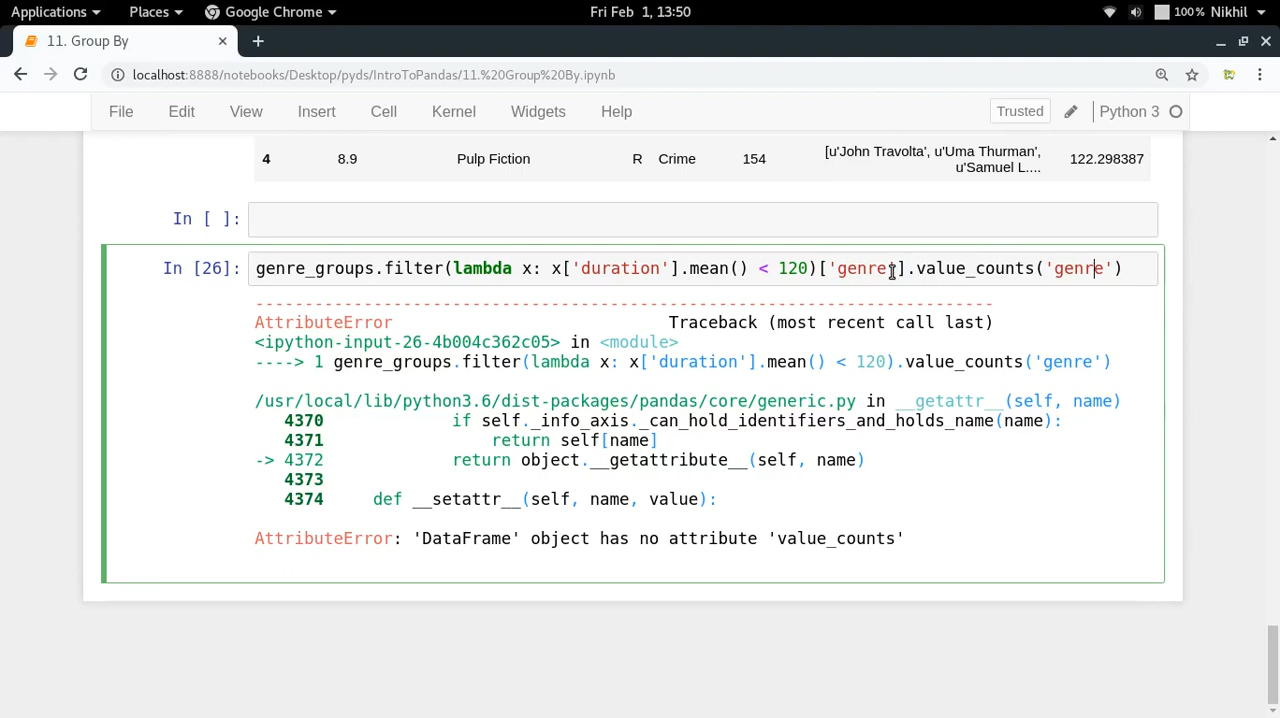 Applications Places Google Chrome Fri Feb 1, 13:50 100% Nikhil
11. Group By
localhost:8888/notebooks/Desktop/pyds/IntroToPandas/11.%20Group%20By.ipynb
File Edit View Insert Cell Kernel Widgets Help Trusted Python 3
4 8.9 Pulp Fiction R Crime 154 [u'John Travolta', u'Uma Thurman', u'Samuel L.... 122.298387
In [ ]:
In [26]: genre_groups.filter(lambda x: x['duration'].mean() < 120)['genre'].value_counts('genre')
---------------------------------------------------------------------------
AttributeError Traceback (most recent call last)
<ipython-input-26-4b004c362c05> in <module>
----> 1 genre_groups.filter(lambda x: x['duration'].mean() < 120).value_counts('genre')
/usr/local/lib/python3.6/dist-packages/pandas/core/generic.py in __getattr__(self, name)
4370 if self._info_axis._can_hold_identifiers_and_holds_name(name):
4371 return self[name]
-> 4372 return object.__getattribute__(self, name)
4373
4374 def __setattr__(self, name, value):
AttributeError: 'DataFrame' object has no attribute 'value_counts'